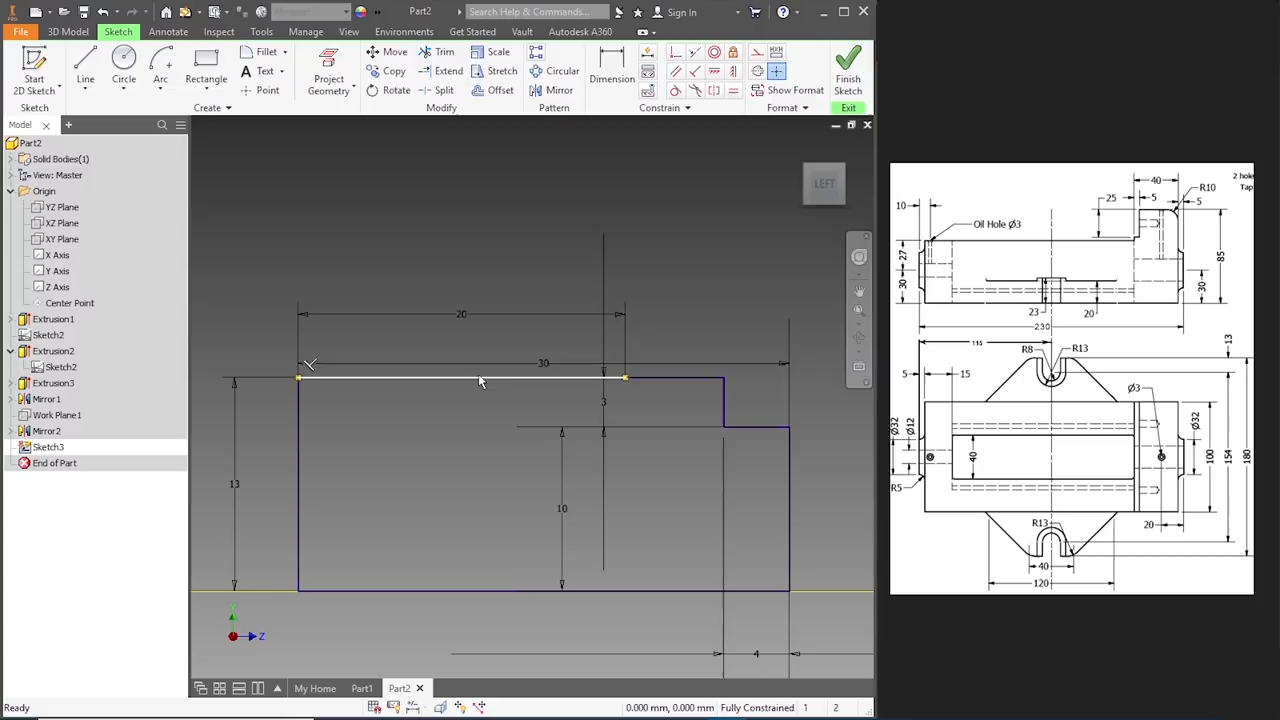 PRO
Part2
Search Help & Commands...
Sign In
File
3D Model
Sketch
Annotate
Inspect
Tools
Manage
View
Environments
Get Started
Vault
Autodesk A360
Start
2D Sketch
Line
Circle
Arc
Rectangle
Fillet
Text
Point
Project
Geometry
Move
Copy
Rotate
Trim
Extend
Split
Scale
Stretch
Offset
Circular
Mirror
Dimension
Show Format
Finish
Sketch
Sketch
Create
Modify
Pattern
Constrain
Format
Exit
Model
Part2
Solid Bodies(1)
View: Master
Origin
YZ Plane
XZ Plane
XY Plane
X Axis
Y Axis
Z Axis
Center Point
Extrusion1
Sketch2
Extrusion2
Sketch2
Extrusion3
Mirror1
Work Plane1
Mirror2
Sketch3
End of Part
LEFT
20
30
3
13
10
4
Y
Z
My Home
Part1
Part2
Ready
0.000 mm, 0.000 mm
Fully Constrained
1
2
40
2 hole
Tap
R10
25
5
5
10
Oil Hole Ø3
27
30
85
30
23
20
230
115
R8
R13
13
5
15
Ø3
Ø32
Ø12
40
Ø32
100
154
180
R5
R13
20
40
120